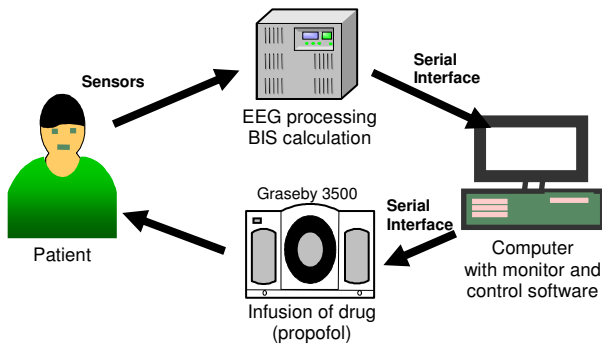 Sensors
EEG processing
BIS calculation
Serial
Interface
Patient
Graseby 3500
Infusion of drug
(propofol)
Serial
Interface
Computer
with monitor and
control software